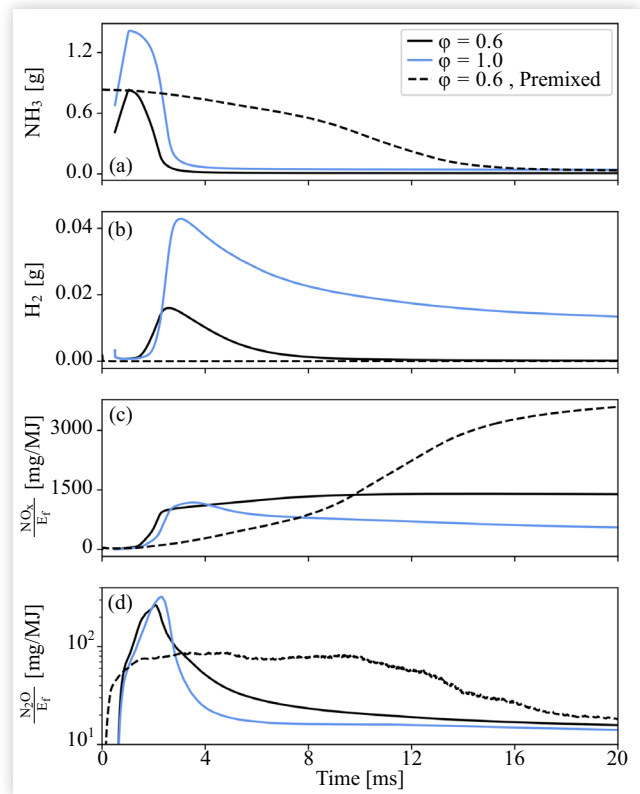 NH₃ [g]
1.2
0.6
0.0
(a)
φ = 0.6
φ = 1.0
φ = 0.6 , Premixed
H₂ [g]
0.04
0.02
0.00
(b)
NOₓ/E_f [mg/MJ]
3000
1500
0
(c)
N₂O/E_f [mg/MJ]
10²
10¹
(d)
0 4 8 12 16 20
Time [ms]